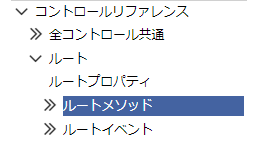 コントロールリファレンス
全コントロール共通
ルート
ルートプロパティ
ルートメソッド
ルートイベント